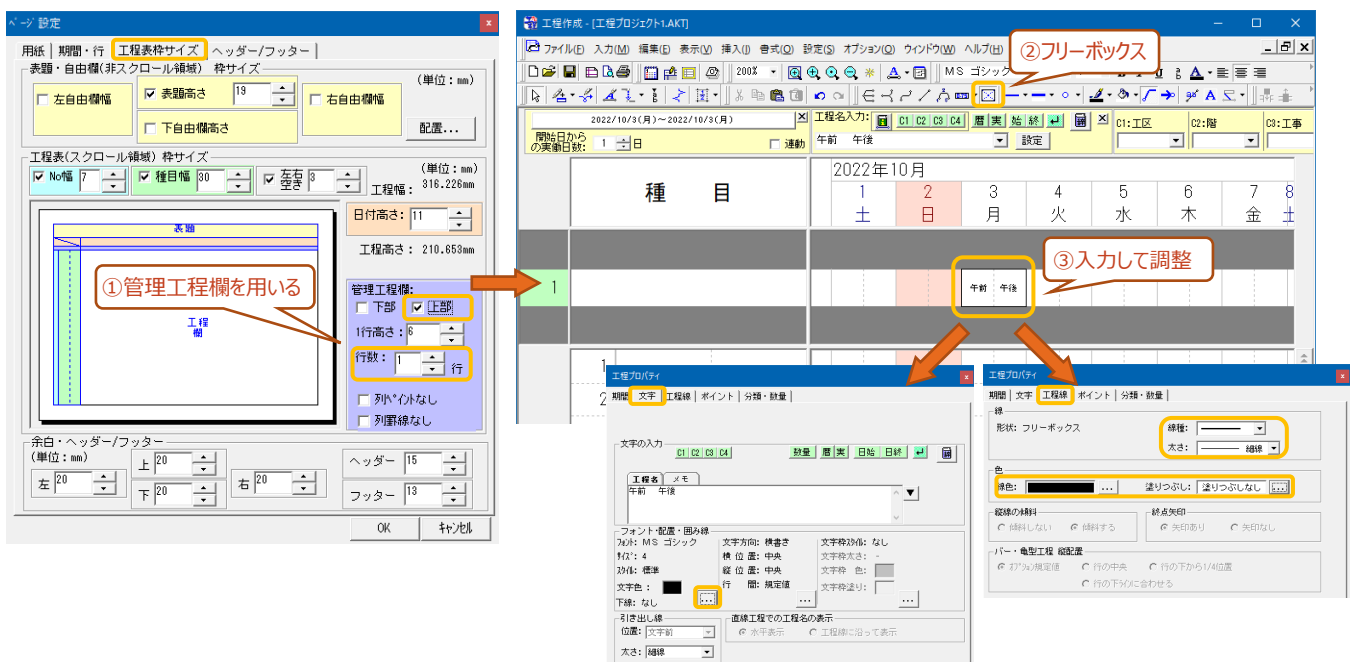 ページ設定
用紙 期間・行 工程表枠サイズ ヘッダー/フッター
表題・自由欄(非スクロール領域) 枠サイズ
(単位：mm)
左自由欄幅
表題高さ 19
右自由欄幅
下自由欄高さ
配置...
工程表(スクロール領域) 枠サイズ
(単位：mm)
No幅 7
種目幅 30
左右空き 3
工程幅： 316.226mm
日付高さ： 11
工程高さ： 210.653mm
表題
工程欄
①管理工程欄を用いる
管理工程欄：
下部 上部
1行高さ： 6
行数： 1 行
列ペイントなし
列罫線なし
余白・ヘッダー/フッター
(単位：mm)
上 20
左 20
右 20
下 20
ヘッダー 15
フッター 13
OK キャンセル
工程作成 - [工程プロジェクト1.AKT]
ファイル(F) 入力(M) 編集(E) 表示(V) 挿入(I) 書式(O) 設定(S) オプション(O) ウィンドウ(W) ヘルプ(H)
②フリーボックス
200% ＭＳ ゴシック
2022/10/3(月)～2022/10/3(月)
開始日からの実働日数： 1 日
連動
工程名入力： C1 C2 C3 C4 暦 実 始 終
午前 午後
設定
C1:工区 C2:階 C3:工事
種 目
2022年10月
1 2 3 4 5 6 7 8
土 日 月 火 水 木 金 土
③入力して調整
1
午前 午後
1
2
工程プロパティ
期間 文字 工程線 ポイント 分類・数量
文字の入力
C1 C2 C3 C4 数量 暦 実 日始 日終
工程名 メモ
午前 午後
フォント・配置・囲み線
フォント： ＭＳ ゴシック
サイズ： 4
スタイル： 標準
文字色：
下線： なし
文字方向： 横書き
横 位 置： 中央
縦 位 置： 中央
行 間： 規定値
文字枠スタイル： なし
文字枠太さ： -
文字枠 色：
文字枠塗り：
引き出し線
位置： 文字前
太さ： 細線
直線工程での工程名の表示
水平表示 工程線に沿って表示
工程プロパティ
期間 文字 工程線 ポイント 分類・数量
線
形状： フリーボックス
線種：
太さ： 細線
色
線色： ...
塗りつぶし： 塗りつぶしなし ...
縦線の傾斜
傾斜しない 傾斜する
終点矢印
矢印あり 矢印なし
バー・亀型工程 縦配置
オプション規定値 行の中央 行の下から1/4位置
行の下ラインに合わせる